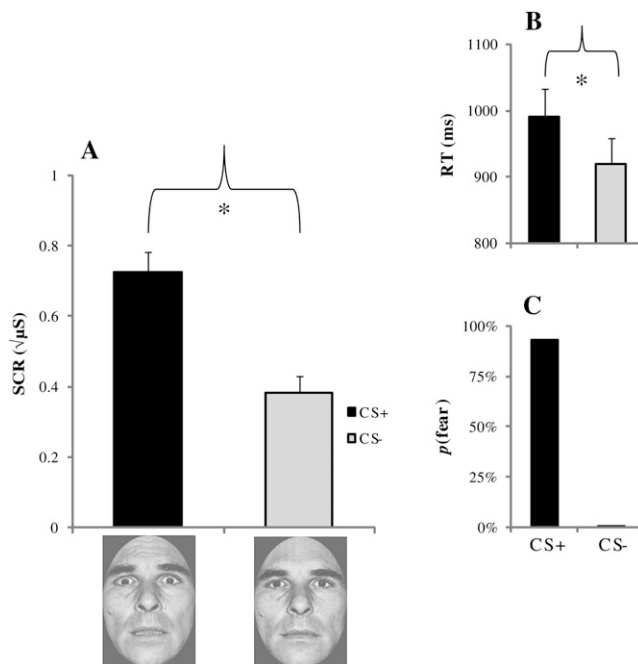 A
SCR (√µS)
1
0.8
0.6
0.4
0.2
0
*
CS+
CS-
B
RT (ms)
1100
1000
900
800
*
C
p(fear)
100%
75%
50%
25%
0%
CS+
CS-